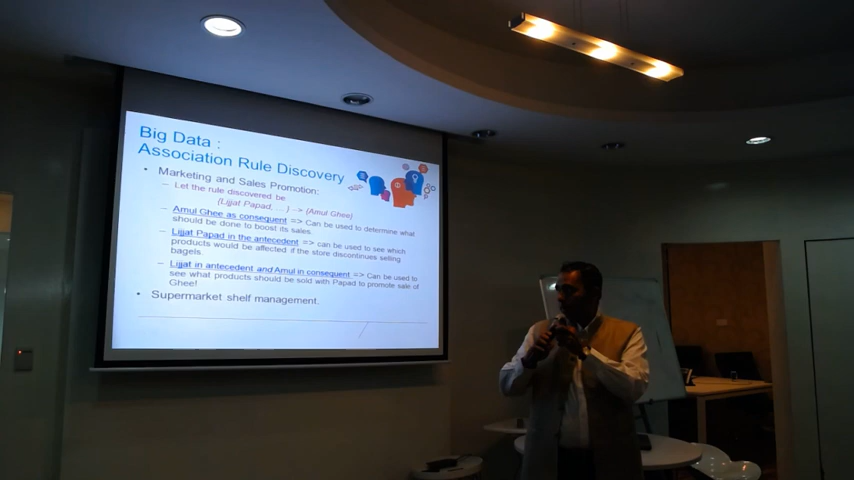 Big Data :
Association Rule Discovery
• Marketing and Sales Promotion:
– Let the rule discovered be
{Lijjat Papad, ... } --> {Amul Ghee}
– Amul Ghee as consequent => Can be used to determine what
should be done to boost its sales.
– Lijjat Papad in the antecedent => can be used to see which
products would be affected if the store discontinues selling
bagels.
– Lijjat in antecedent and Amul in consequent => Can be used to
see what products should be sold with Papad to promote sale of
Ghee!
• Supermarket shelf management.